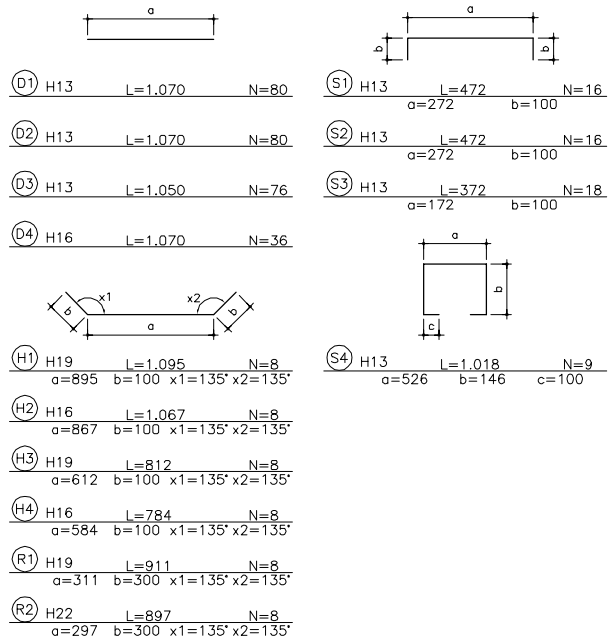 a
D1 H13 L=1.070 N=80
D2 H13 L=1.070 N=80
D3 H13 L=1.050 N=76
D4 H16 L=1.070 N=36
x1 x2
b a b
H1 H19 L=1.095 N=8
a=895 b=100 x1=135° x2=135°
H2 H16 L=1.067 N=8
a=867 b=100 x1=135° x2=135°
H3 H19 L=812 N=8
a=612 b=100 x1=135° x2=135°
H4 H16 L=784 N=8
a=584 b=100 x1=135° x2=135°
R1 H19 L=911 N=8
a=311 b=300 x1=135° x2=135°
R2 H22 L=897 N=8
a=297 b=300 x1=135° x2=135°
a
b b
S1 H13 L=472 N=16
a=272 b=100
S2 H13 L=472 N=16
a=272 b=100
S3 H13 L=372 N=18
a=172 b=100
a
b
c
S4 H13 L=1.018 N=9
a=526 b=146 c=100